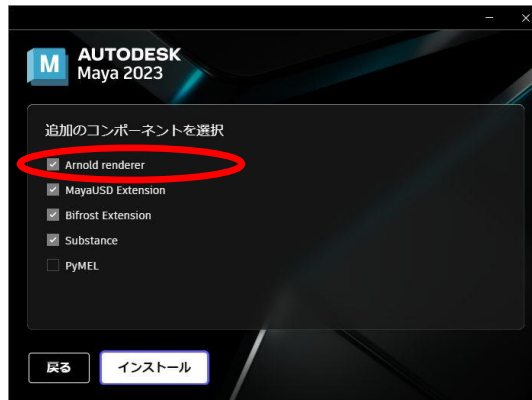 M
AUTODESK
Maya 2023
追加のコンポーネントを選択
Arnold renderer
MayaUSD Extension
Bifrost Extension
Substance
PyMEL
戻る
インストール